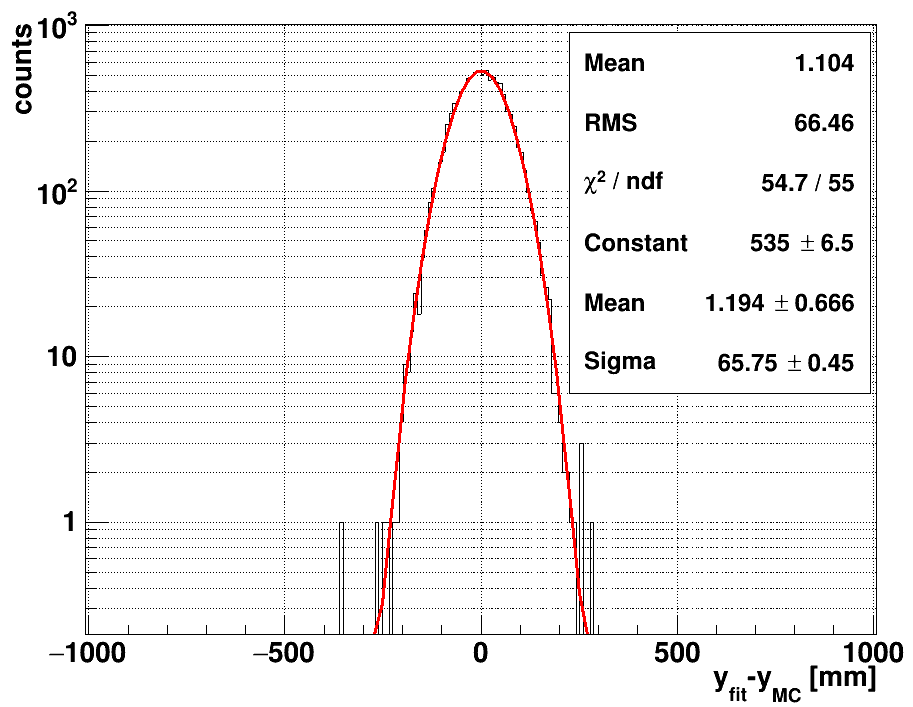 counts
10³
10²
10
1
Mean 1.104
RMS 66.46
χ² / ndf 54.7 / 55
Constant 535 ± 6.5
Mean 1.194 ± 0.666
Sigma 65.75 ± 0.45
−1000 −500 0 500 1000
y_fit-y_MC [mm]